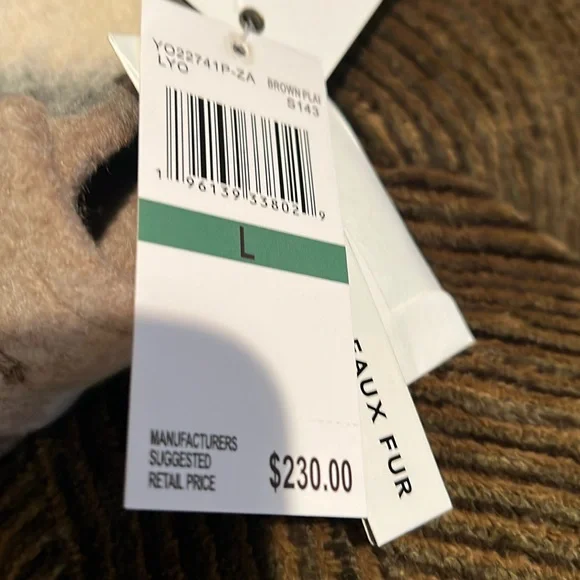 YO22741P-ZA
LYO BROWN PLAI
S143
1 96139 33802 9
L
MANUFACTURERS
SUGGESTED
RETAIL PRICE
$230.00
FAUX FUR